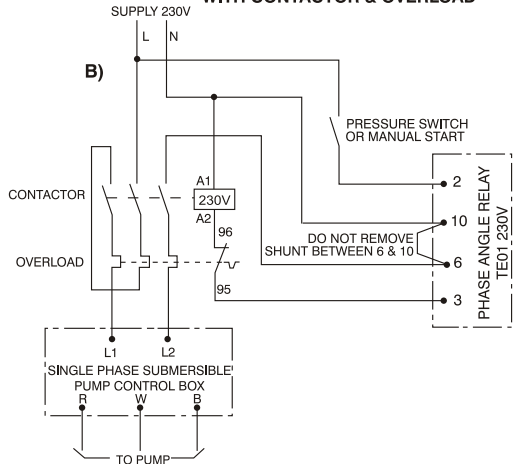 WITH CONTACTOR & OVERLOAD
SUPPLY 230V
L N
B)
PRESSURE SWITCH
OR MANUAL START
CONTACTOR
A1
230V
A2
96
95
OVERLOAD
DO NOT REMOVE
SHUNT BETWEEN 6 & 10
2
10
6
3
PHASE ANGLE RELAY
TE01 230V
L1 L2
SINGLE PHASE SUBMERSIBLE
PUMP CONTROL BOX
R W B
TO PUMP